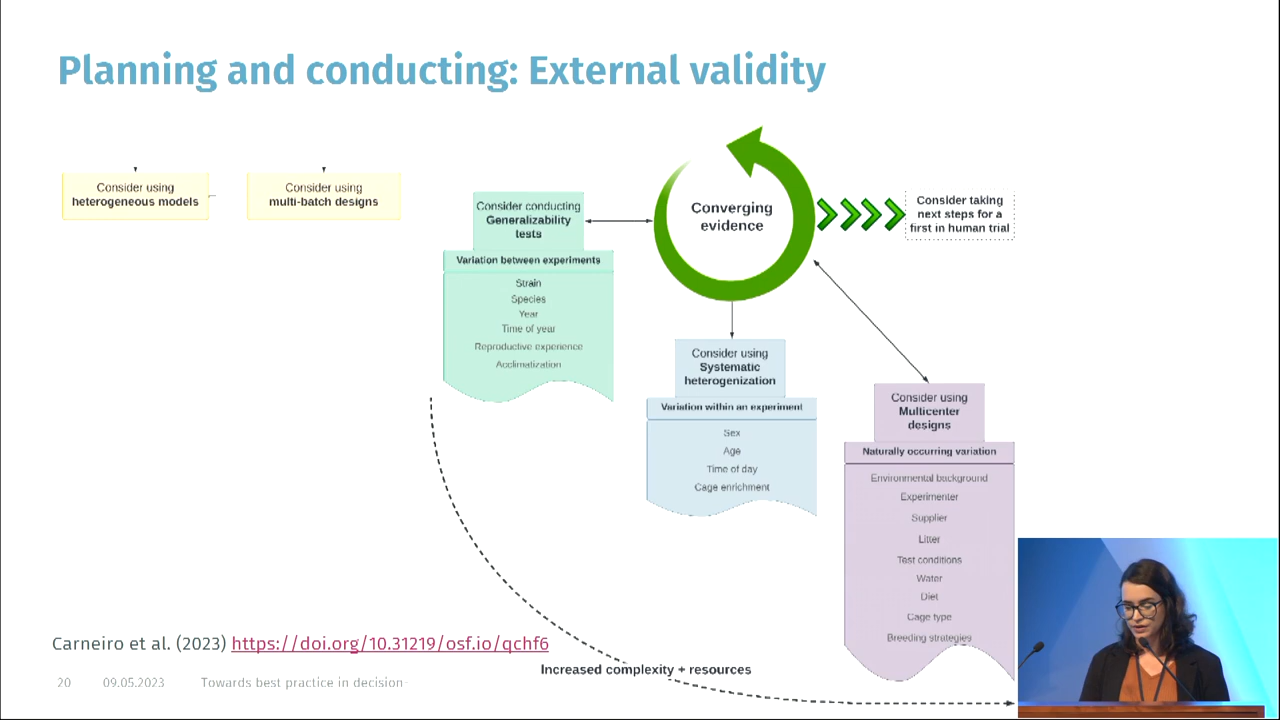 Planning and conducting: External validity
Consider using
heterogeneous models
Consider using
multi-batch designs
Consider conducting
Generalizability
tests
Variation between experiments
Strain
Species
Year
Time of year
Reproductive experience
Acclimatization
Converging
evidence
Consider taking
next steps for a
first in human trial
Consider using
Systematic
heterogenization
Variation within an experiment
Sex
Age
Time of day
Cage enrichment
Consider using
Multicenter
designs
Naturally occurring variation
Environmental background
Experimenter
Supplier
Litter
Test conditions
Water
Diet
Cage type
Breeding strategies
Increased complexity + resources
Carneiro et al. (2023) https://doi.org/10.31219/osf.io/qchf6
20 09.05.2023 Towards best practice in decision